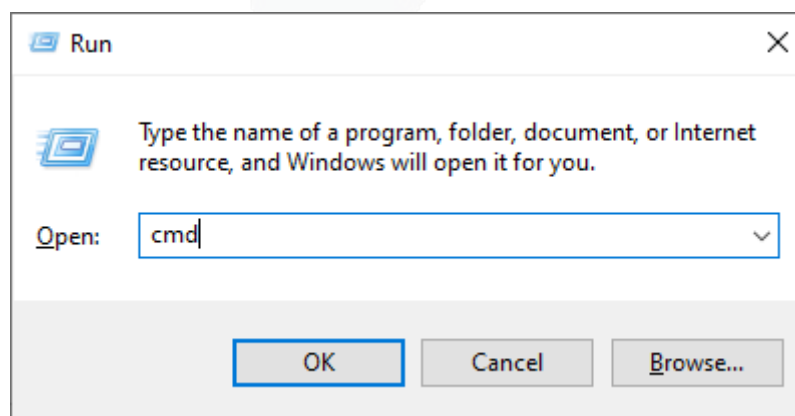 Run
Type the name of a program, folder, document, or Internet
resource, and Windows will open it for you.
Open: cmd
OK Cancel Browse...